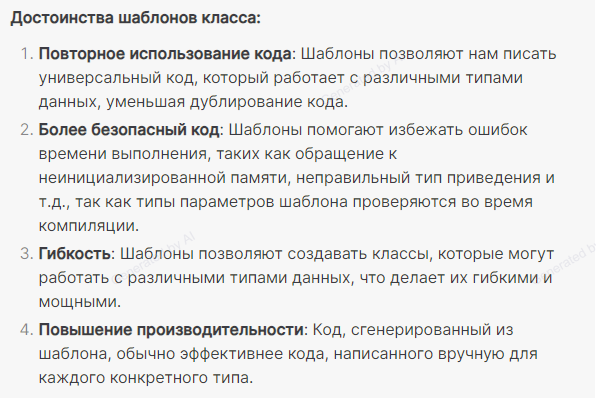 Достоинства шаблонов класса:
1. Повторное использование кода: Шаблоны позволяют нам писать
универсальный код, который работает с различными типами
данных, уменьшая дублирование кода.
2. Более безопасный код: Шаблоны помогают избежать ошибок
времени выполнения, таких как обращение к
неинициализированной памяти, неправильный тип приведения и
т.д., так как типы параметров шаблона проверяются во время
компиляции.
3. Гибкость: Шаблоны позволяют создавать классы, которые могут
работать с различными типами данных, что делает их гибкими и
мощными.
4. Повышение производительности: Код, сгенерированный из
шаблона, обычно эффективнее кода, написанного вручную для
каждого конкретного типа.
Generated by AI